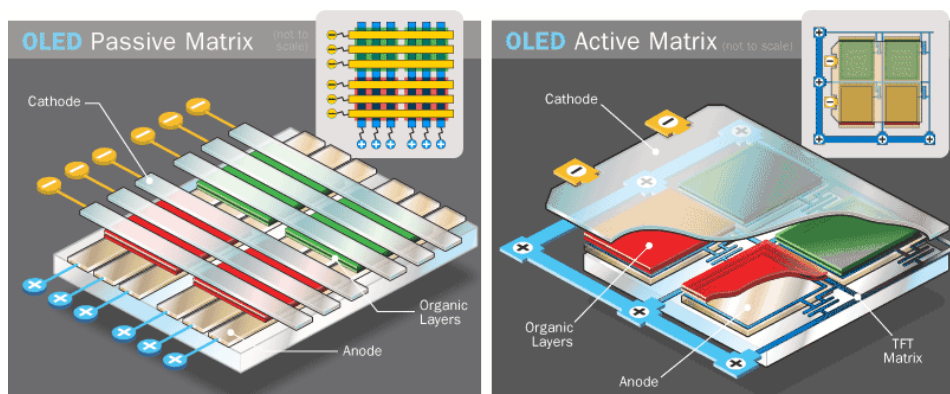 OLED Passive Matrix (not to
scale)
Cathode
Organic
Layers
Anode
OLED Active Matrix (not to scale)
Cathode
Organic
Layers
Anode
TFT
Matrix